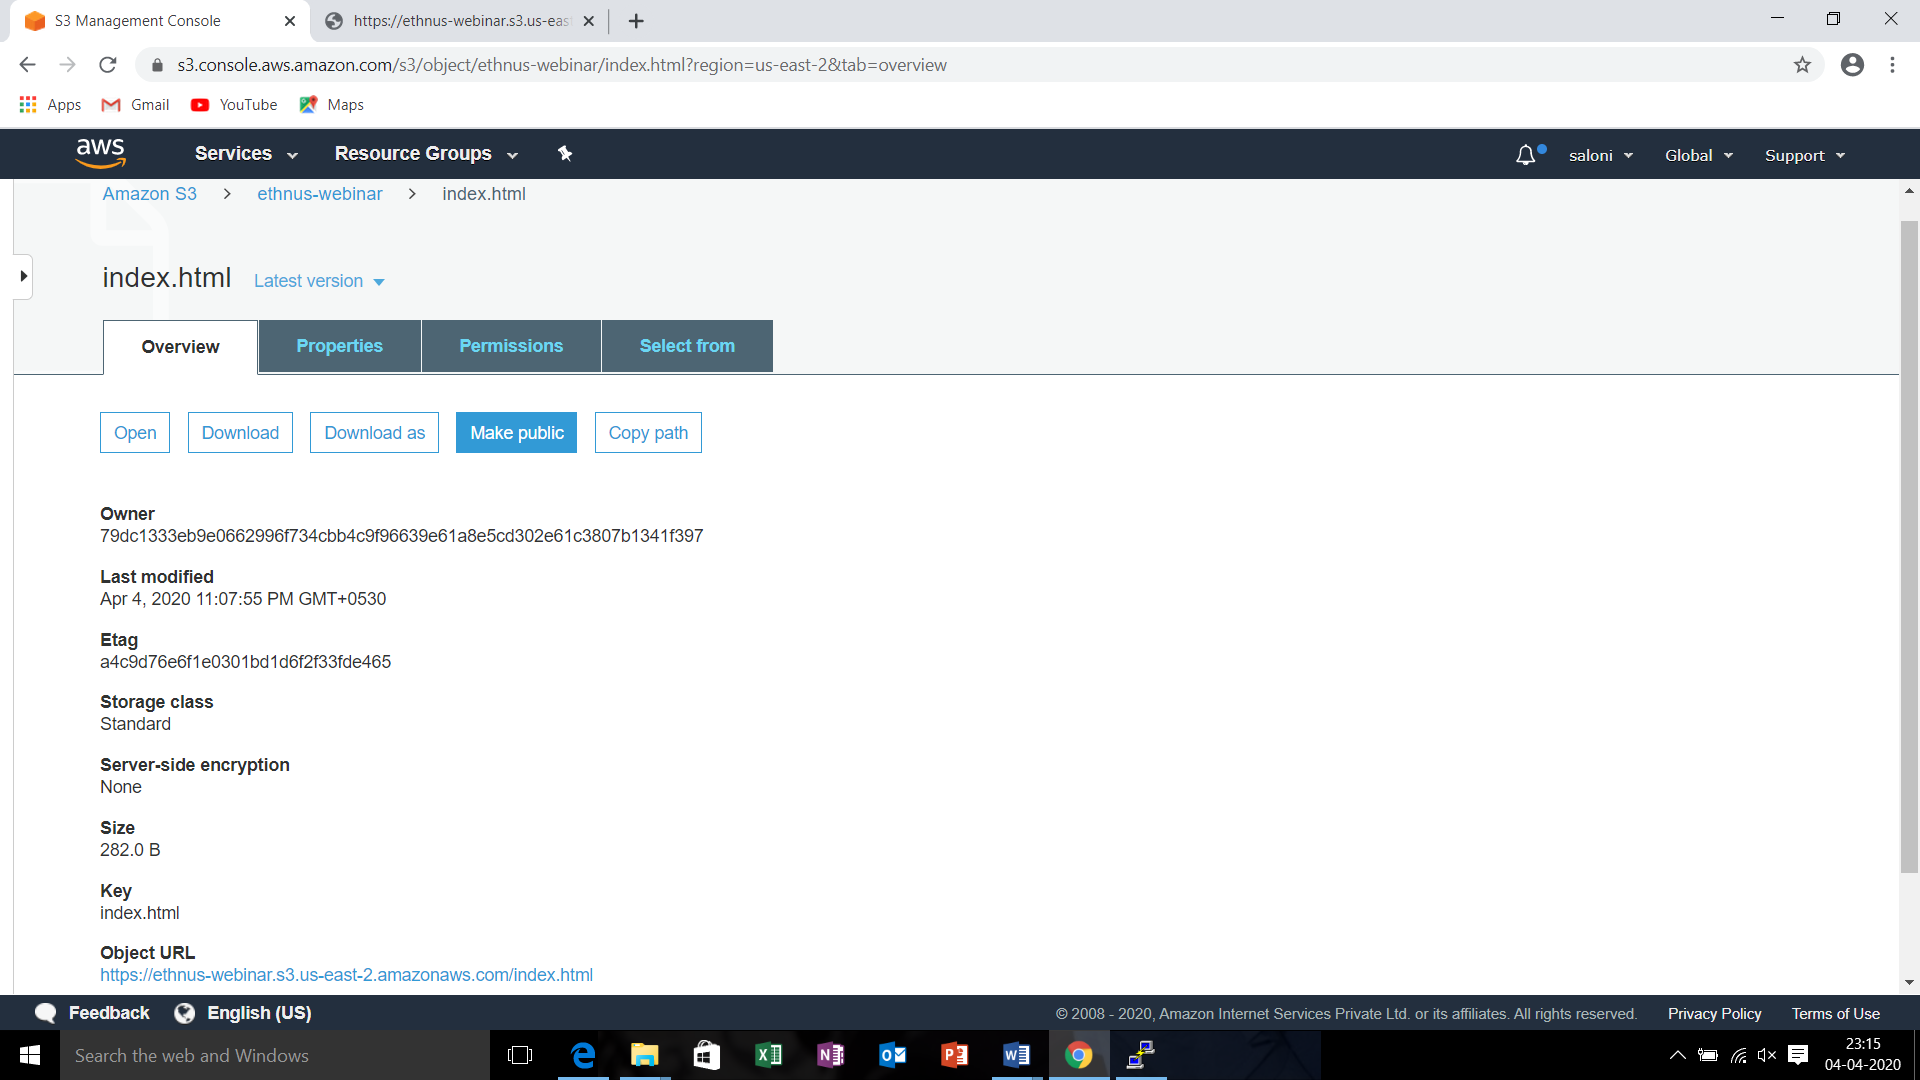 S3 Management Console
https://ethnus-webinar.s3.us-eas
s3.console.aws.amazon.com/s3/object/ethnus-webinar/index.html?region=us-east-2&tab=overview
Apps Gmail YouTube Maps
aws Services Resource Groups saloni Global Support
Amazon S3 > ethnus-webinar > index.html
index.html Latest version
Overview Properties Permissions Select from
Open Download Download as Make public Copy path
Owner
79dc1333eb9e0662996f734cbb4c9f96639e61a8e5cd302e61c3807b1341f397
Last modified
Apr 4, 2020 11:07:55 PM GMT+0530
Etag
a4c9d76e6f1e0301bd1d6f2f33fde465
Storage class
Standard
Server-side encryption
None
Size
282.0 B
Key
index.html
Object URL
https://ethnus-webinar.s3.us-east-2.amazonaws.com/index.html
Feedback English (US) © 2008 - 2020, Amazon Internet Services Private Ltd. or its affiliates. All rights reserved. Privacy Policy Terms of Use
Search the web and Windows
23:15
04-04-2020